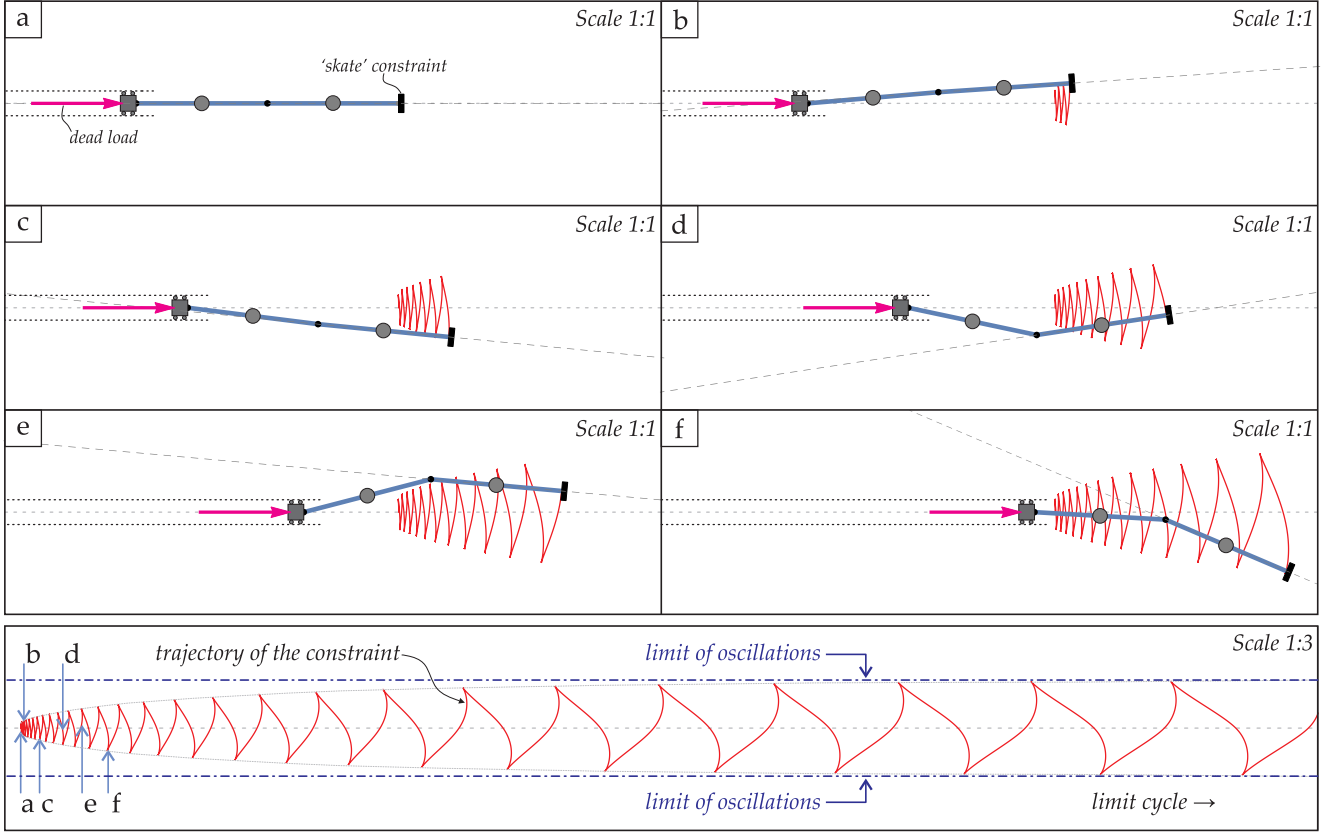 a
Scale 1:1
‘skate’ constraint
dead load
b
Scale 1:1
c
Scale 1:1
d
Scale 1:1
e
Scale 1:1
f
Scale 1:1
Scale 1:3
b
d
trajectory of the constraint
limit of oscillations
a
c
e
f
limit of oscillations
limit cycle →